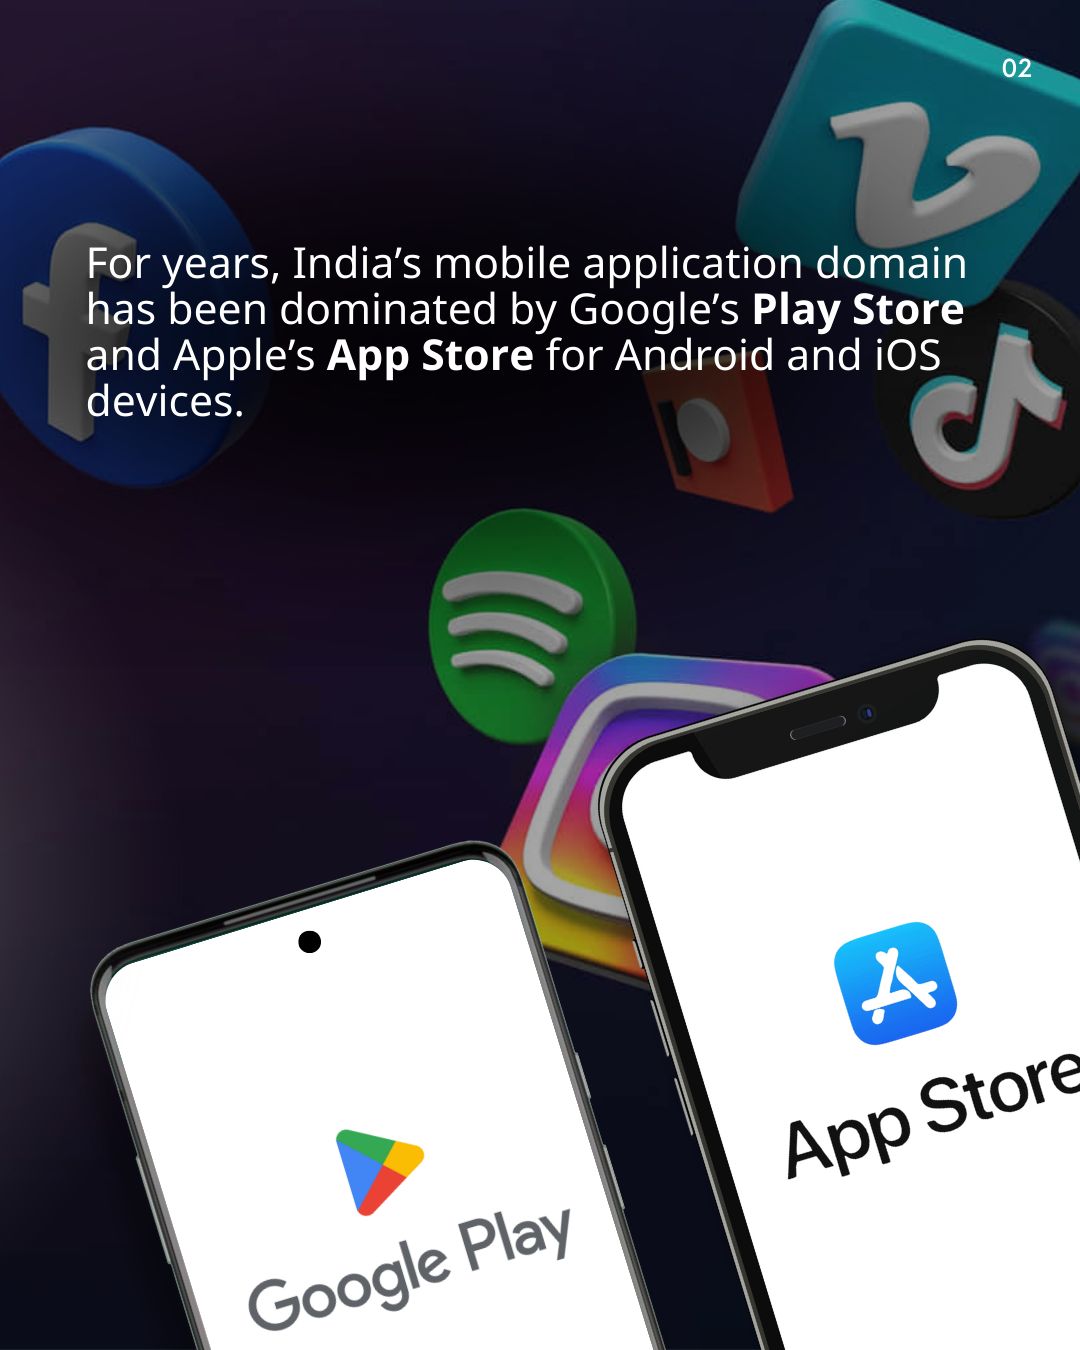 02
For years, India’s mobile application domain
has been dominated by Google’s Play Store
and Apple’s App Store for Android and iOS
devices.
App Store
Google Play